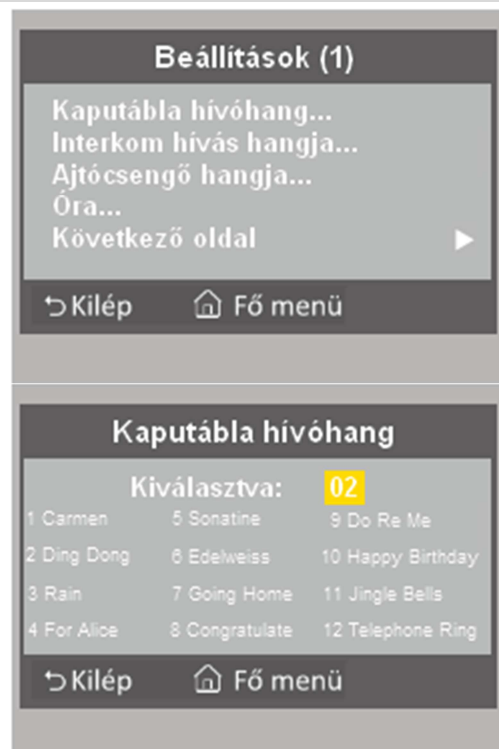 Beállítások (1)
Kaputábla hívóhang...
Interkom hívás hangja...
Ajtócsengő hangja...
Óra...
Következő oldal
Kilép Fő menü
Kaputábla hívóhang
Kiválasztva: 02
1 Carmen 5 Sonatine 9 Do Re Me
2 Ding Dong 6 Edelweiss 10 Happy Birthday
3 Rain 7 Going Home 11 Jingle Bells
4 For Alice 8 Congratulate 12 Telephone Ring
Kilép Fő menü